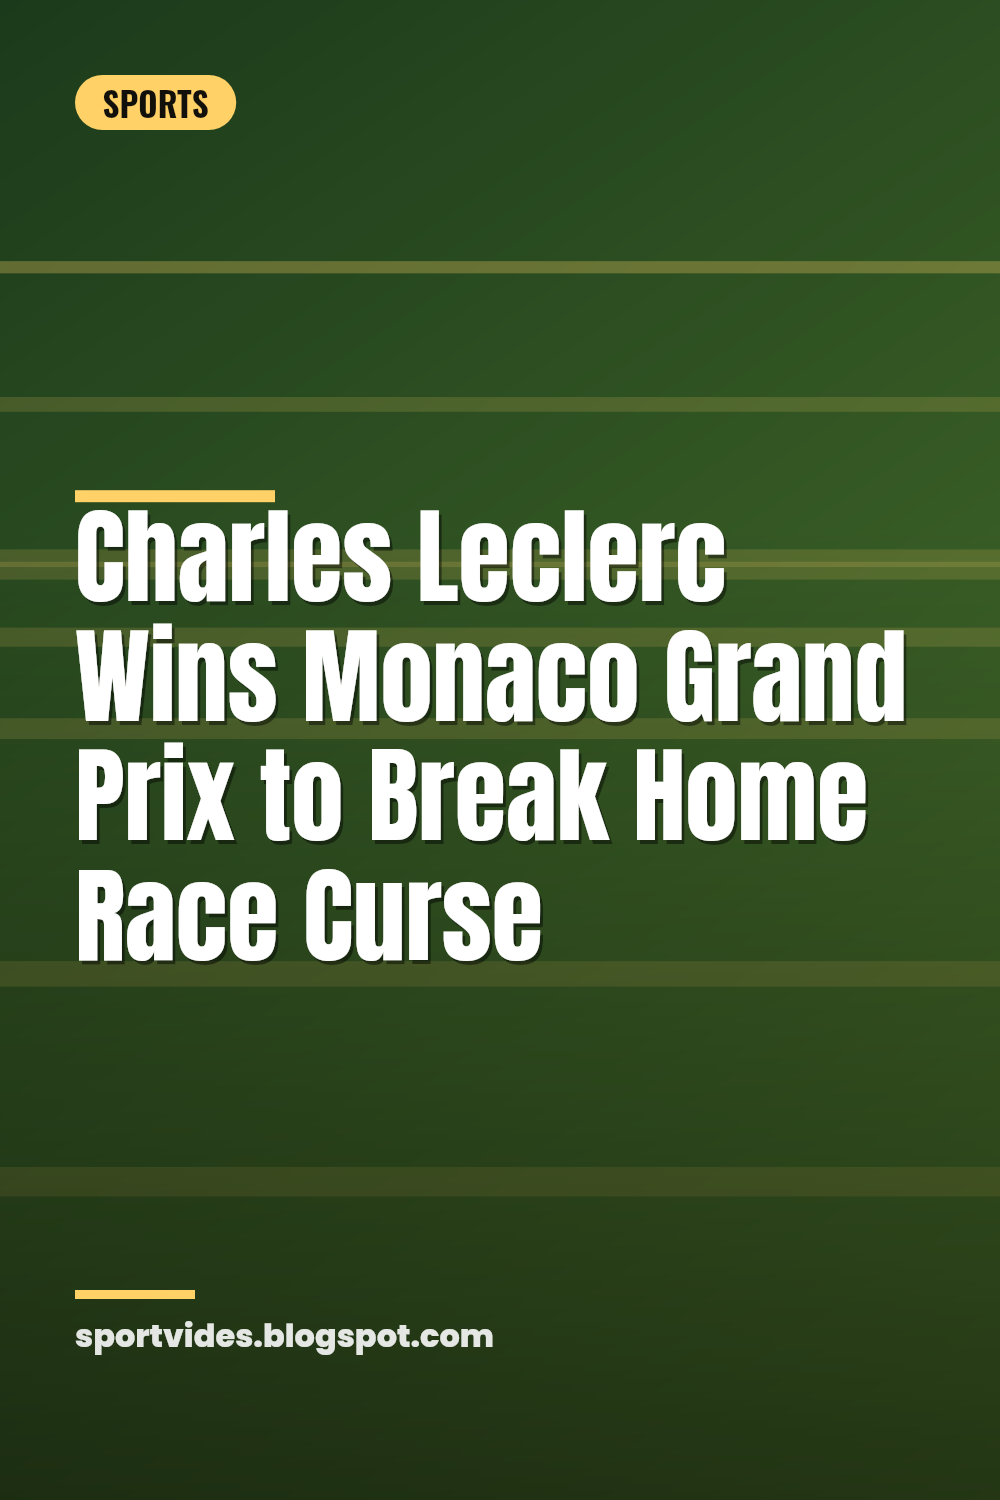 SPORTS
Charles Leclerc
Wins Monaco Grand
Prix to Break Home
Race Curse
sportvides.blogspot.com